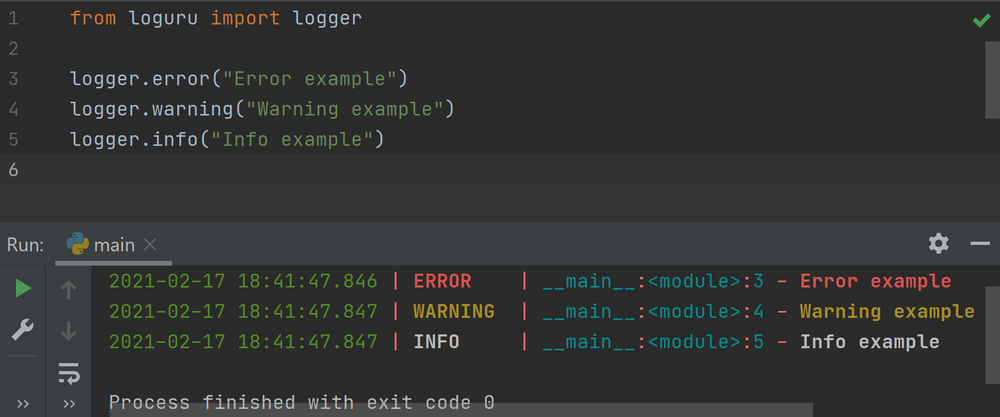 1 from loguru import logger
2
3 logger.error("Error example")
4 logger.warning("Warning example")
5 logger.info("Info example")
6
Run: main
2021-02-17 18:41:47.846 | ERROR | __main__:<module>:3 - Error example
2021-02-17 18:41:47.847 | WARNING | __main__:<module>:4 - Warning example
2021-02-17 18:41:47.847 | INFO | __main__:<module>:5 - Info example
Process finished with exit code 0